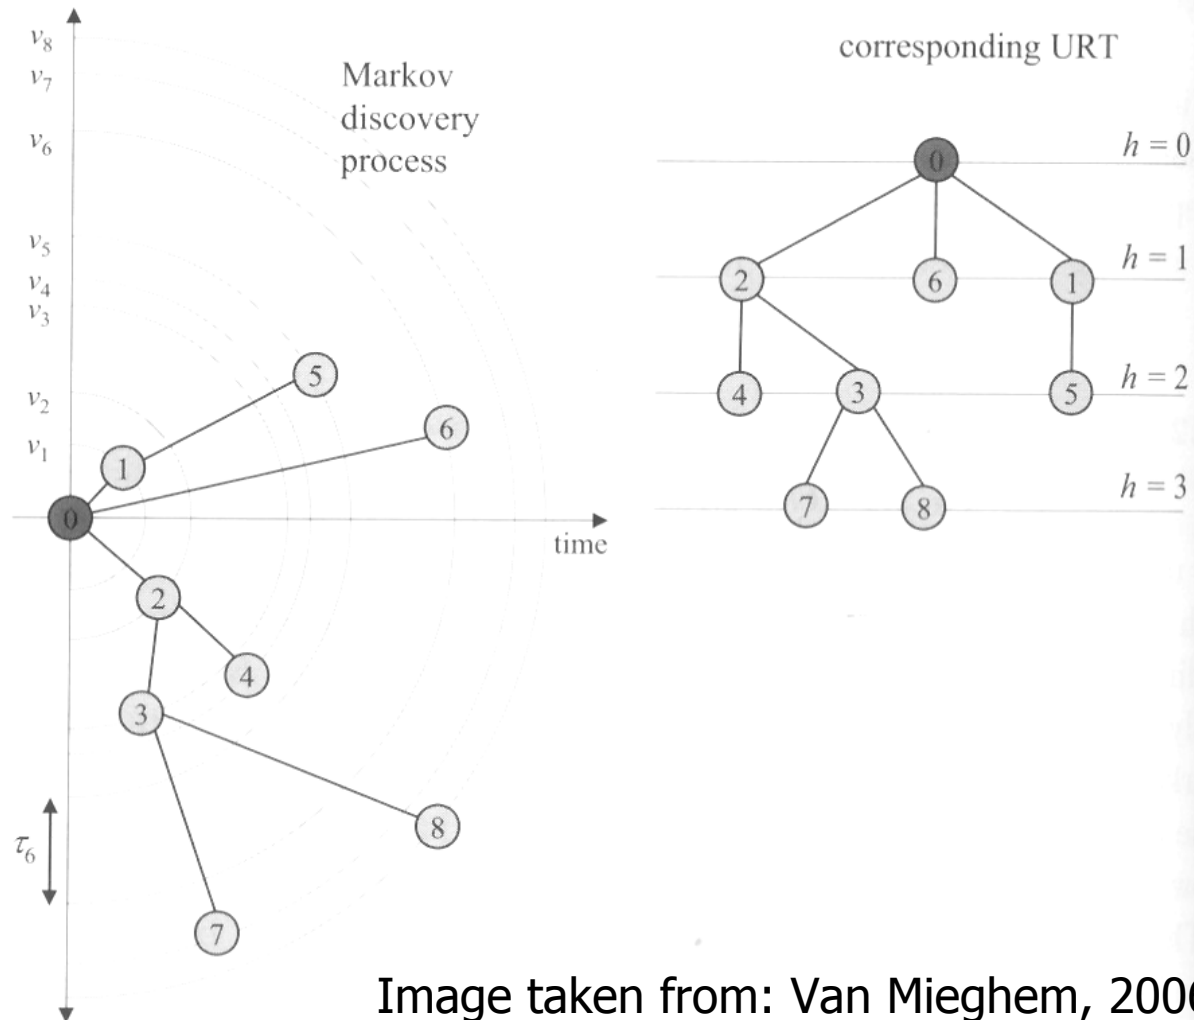 v8
v7
v6
v5
v4
v3
v2
v1
Markov
discovery
process
5
6
1
0
time
2
4
3
8
7
τ6
corresponding URT
0
h = 0
2
6
1
h = 1
4
3
5
h = 2
7
8
h = 3
Image taken from: Van Mieghem, 2006